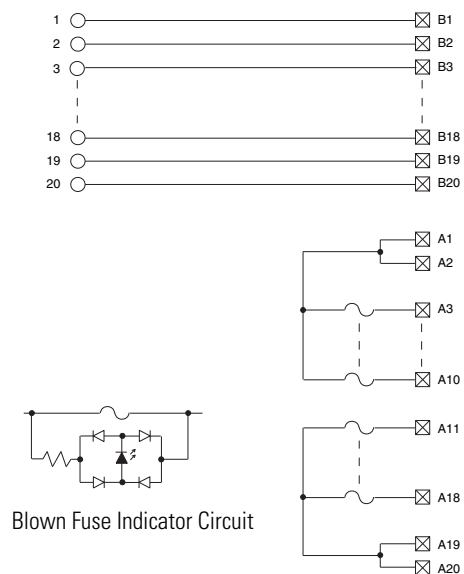 1 B1
2 B2
3 B3
18 B18
19 B19
20 B20
A1
A2
A3
A10
A11
A18
A19
A20
Blown Fuse Indicator Circuit